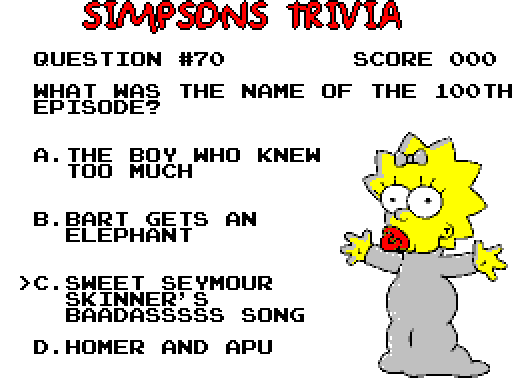 SIMPSONS TRIVIA
QUESTION #70 SCORE 000
WHAT WAS THE NAME OF THE 100TH
EPISODE?
A.THE BOY WHO KNEW
TOO MUCH
B.BART GETS AN
ELEPHANT
>C.SWEET SEYMOUR
SKINNER'S
BAADASSSSS SONG
D.HOMER AND APU